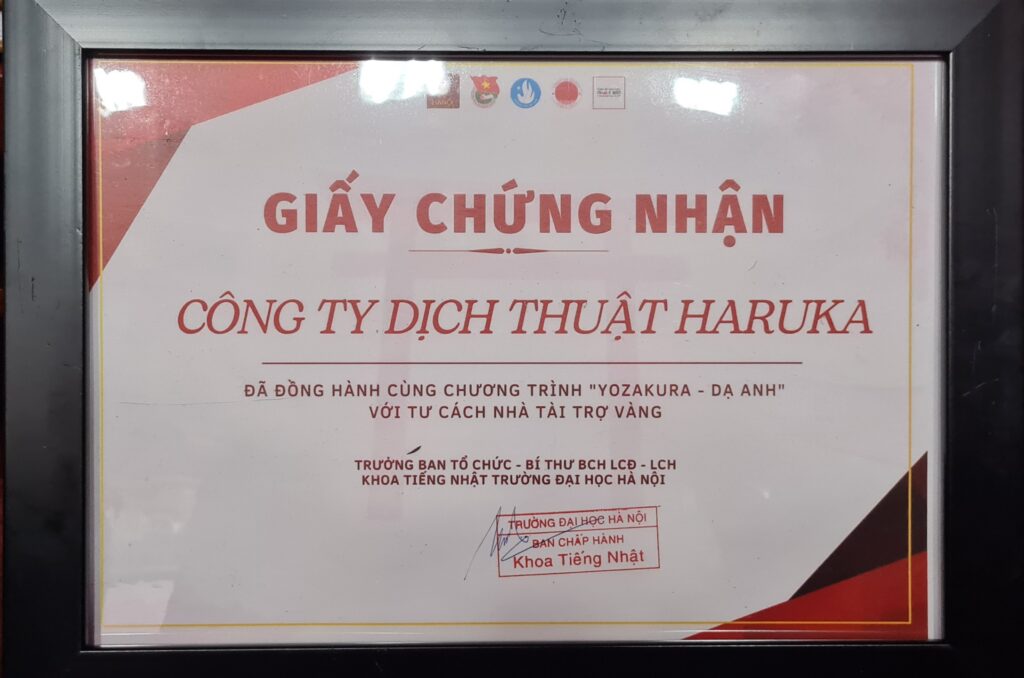 HANOI
GIẤY CHỨNG NHẬN
CÔNG TY DỊCH THUẬT HARUKA
ĐÃ ĐỒNG HÀNH CÙNG CHƯƠNG TRÌNH "YOZAKURA - DẠ ANH"
VỚI TƯ CÁCH NHÀ TÀI TRỢ VÀNG
TRƯỞNG BAN TỔ CHỨC - BÍ THƯ BCH LCĐ - LCH
KHOA TIẾNG NHẬT TRƯỜNG ĐẠI HỌC HÀ NỘI
TRƯỜNG ĐẠI HỌC HÀ NỘI
BAN CHẤP HÀNH
Khoa Tiếng Nhật